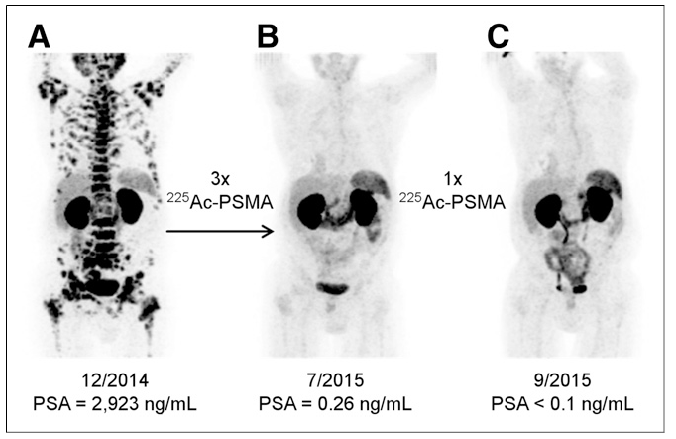 A
B
C
3x
225Ac-PSMA
1x
225Ac-PSMA
12/2014
PSA = 2,923 ng/mL
7/2015
PSA = 0.26 ng/mL
9/2015
PSA < 0.1 ng/mL